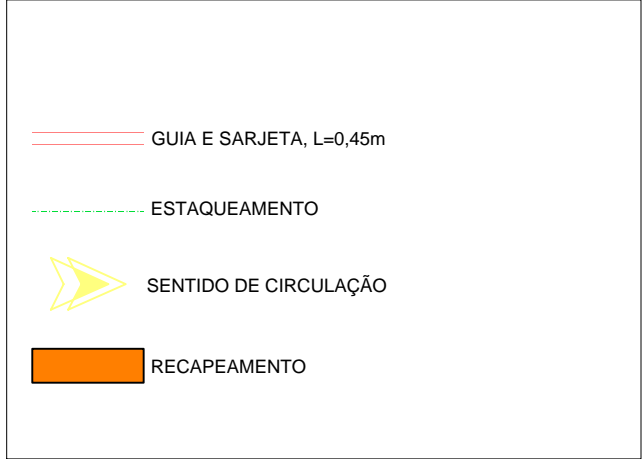 GUIA E SARJETA, L=0,45m
ESTAQUEAMENTO
SENTIDO DE CIRCULAÇÃO
RECAPEAMENTO